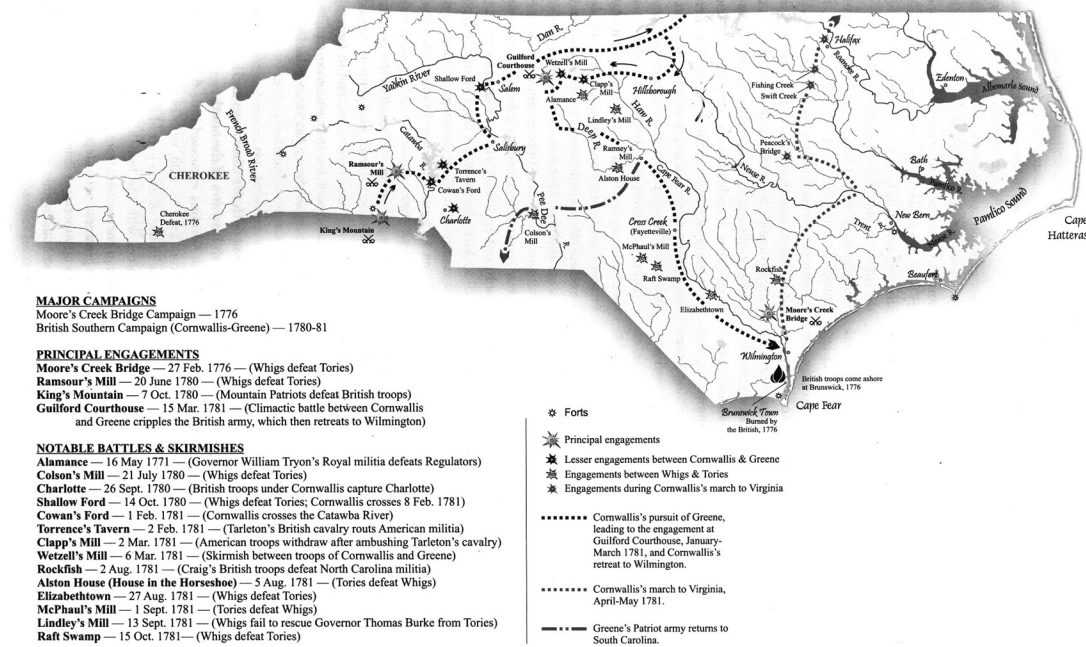 Dan R.
Halifax
Guilford
Courthouse
Wetzell's Mill
Roanoke R.
Yadkin River
Shallow Ford
Salem
Clapp's
Mill
Hillsborough
Fishing Creek
Swift Creek
Edenton
Albemarle Sound
Alamance
Haw R.
French Broad
River
Lindley's Mill
Catawba
R.
Deep R.
Peacock's
Bridge
Salisbury
Ramsey's
Mill
Bath
CHEROKEE
Ramsour's
Mill
Torrence's
Tavern
Alston House
Cape Fear R.
Neuse R.
Pamlico R.
Cowan's Ford
Pee Dee
R.
Cherokee
Defeat, 1776
Charlotte
Cross Creek
(Fayetteville)
New Bern
Trent
R.
Pamlico Sound
Cape
Hatteras
King's Mountain
Colson's
Mill
Neuse R.
McPhaul's Mill
Rockfish
Beaufort
Raft Swamp
Elizabethtown
Moore's Creek
Bridge
Wilmington
British troops come ashore
at Brunswick, 1776
Brunswick Town
Burned by
the British, 1776
Cape Fear
MAJOR CAMPAIGNS
Moore's Creek Bridge Campaign — 1776
British Southern Campaign (Cornwallis-Greene) — 1780-81
PRINCIPAL ENGAGEMENTS
Moore's Creek Bridge — 27 Feb. 1776 — (Whigs defeat Tories)
Ramsour's Mill — 20 June 1780 — (Whigs defeat Tories)
King's Mountain — 7 Oct. 1780 — (Mountain Patriots defeat British troops)
Guilford Courthouse — 15 Mar. 1781 — (Climactic battle between Cornwallis
and Greene cripples the British army, which then retreats to Wilmington)
NOTABLE BATTLES & SKIRMISHES
Alamance — 16 May 1771 — (Governor William Tryon's Royal militia defeats Regulators)
Colson's Mill — 21 July 1780 — (Whigs defeat Tories)
Charlotte — 26 Sept. 1780 — (British troops under Cornwallis capture Charlotte)
Shallow Ford — 14 Oct. 1780 — (Whigs defeat Tories; Cornwallis crosses 8 Feb. 1781)
Cowan's Ford — 1 Feb. 1781 — (Cornwallis crosses the Catawba River)
Torrence's Tavern — 2 Feb. 1781 — (Tarleton's British cavalry routs American militia)
Clapp's Mill — 2 Mar. 1781 — (American troops withdraw after ambushing Tarleton's cavalry)
Wetzell's Mill — 6 Mar. 1781 — (Skirmish between troops of Cornwallis and Greene)
Rockfish — 2 Aug. 1781 — (Craig's British troops defeat North Carolina militia)
Alston House (House in the Horseshoe) — 5 Aug. 1781 — (Tories defeat Whigs)
Elizabethtown — 27 Aug. 1781 — (Whigs defeat Tories)
McPhaul's Mill — 1 Sept. 1781 — (Tories defeat Whigs)
Lindley's Mill — 13 Sept. 1781 — (Whigs fail to rescue Governor Thomas Burke from Tories)
Raft Swamp — 15 Oct. 1781— (Whigs defeat Tories)
Forts
Principal engagements
Lesser engagements between Cornwallis & Greene
Engagements between Whigs & Tories
Engagements during Cornwallis's march to Virginia
Cornwallis's pursuit of Greene,
leading to the engagement at
Guilford Courthouse, January-
March 1781, and Cornwallis's
retreat to Wilmington.
Cornwallis's march to Virginia,
April-May 1781.
Greene's Patriot army returns to
South Carolina.